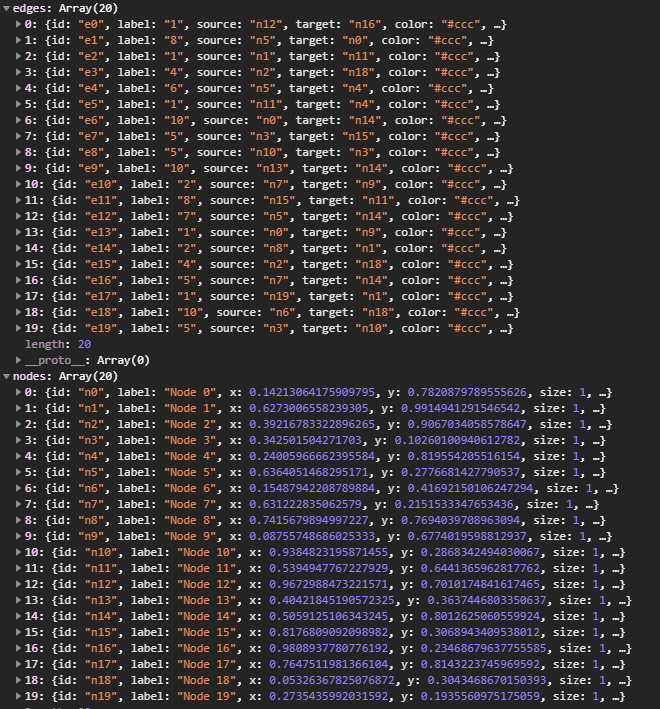 ▼edges: Array(20)
▶0: {id: "e0", label: "1", source: "n12", target: "n16", color: "#ccc", …}
▶1: {id: "e1", label: "8", source: "n5", target: "n0", color: "#ccc", …}
▶2: {id: "e2", label: "1", source: "n1", target: "n11", color: "#ccc", …}
▶3: {id: "e3", label: "4", source: "n2", target: "n18", color: "#ccc", …}
▶4: {id: "e4", label: "6", source: "n5", target: "n4", color: "#ccc", …}
▶5: {id: "e5", label: "1", source: "n11", target: "n4", color: "#ccc", …}
▶6: {id: "e6", label: "10", source: "n0", target: "n14", color: "#ccc", …}
▶7: {id: "e7", label: "5", source: "n3", target: "n15", color: "#ccc", …}
▶8: {id: "e8", label: "5", source: "n10", target: "n3", color: "#ccc", …}
▶9: {id: "e9", label: "10", source: "n13", target: "n14", color: "#ccc", …}
▶10: {id: "e10", label: "2", source: "n7", target: "n9", color: "#ccc", …}
▶11: {id: "e11", label: "8", source: "n15", target: "n11", color: "#ccc", …}
▶12: {id: "e12", label: "7", source: "n5", target: "n14", color: "#ccc", …}
▶13: {id: "e13", label: "1", source: "n0", target: "n9", color: "#ccc", …}
▶14: {id: "e14", label: "2", source: "n8", target: "n1", color: "#ccc", …}
▶15: {id: "e15", label: "4", source: "n2", target: "n18", color: "#ccc", …}
▶16: {id: "e16", label: "5", source: "n7", target: "n14", color: "#ccc", …}
▶17: {id: "e17", label: "1", source: "n19", target: "n1", color: "#ccc", …}
▶18: {id: "e18", label: "10", source: "n6", target: "n18", color: "#ccc", …}
▶19: {id: "e19", label: "5", source: "n3", target: "n10", color: "#ccc", …}
length: 20
▶__proto__: Array(0)
▼nodes: Array(20)
▶0: {id: "n0", label: "Node 0", x: 0.14213064175909795, y: 0.7820879789555626, size: 1, …}
▶1: {id: "n1", label: "Node 1", x: 0.6273006558239305, y: 0.9914941291546542, size: 1, …}
▶2: {id: "n2", label: "Node 2", x: 0.39216783322896265, y: 0.9067034058578647, size: 1, …}
▶3: {id: "n3", label: "Node 3", x: 0.342501504271703, y: 0.10260100940612782, size: 1, …}
▶4: {id: "n4", label: "Node 4", x: 0.24005966662395584, y: 0.819554205516154, size: 1, …}
▶5: {id: "n5", label: "Node 5", x: 0.6364051468295171, y: 0.2776681427790537, size: 1, …}
▶6: {id: "n6", label: "Node 6", x: 0.15487942208789884, y: 0.41692150106247294, size: 1, …}
▶7: {id: "n7", label: "Node 7", x: 0.631222835062579, y: 0.2151533347653436, size: 1, …}
▶8: {id: "n8", label: "Node 8", x: 0.7415679894997227, y: 0.7694039708963094, size: 1, …}
▶9: {id: "n9", label: "Node 9", x: 0.08755748686025333, y: 0.6774019598812937, size: 1, …}
▶10: {id: "n10", label: "Node 10", x: 0.9384823195871455, y: 0.2868342494030067, size: 1, …}
▶11: {id: "n11", label: "Node 11", x: 0.5394947767227929, y: 0.6441365962817762, size: 1, …}
▶12: {id: "n12", label: "Node 12", x: 0.9672988473221571, y: 0.7010174841617465, size: 1, …}
▶13: {id: "n13", label: "Node 13", x: 0.40421845190572325, y: 0.3637446803350637, size: 1, …}
▶14: {id: "n14", label: "Node 14", x: 0.5059125106343245, y: 0.8012625060559924, size: 1, …}
▶15: {id: "n15", label: "Node 15", x: 0.8176809092098982, y: 0.3068943409538012, size: 1, …}
▶16: {id: "n16", label: "Node 16", x: 0.9808937780776192, y: 0.23468679637755585, size: 1, …}
▶17: {id: "n17", label: "Node 17", x: 0.7647511981366104, y: 0.8143223745969592, size: 1, …}
▶18: {id: "n18", label: "Node 18", x: 0.05326367825076872, y: 0.3043468670150393, size: 1, …}
▶19: {id: "n19", label: "Node 19", x: 0.2735435992031592, y: 0.1935560975175059, size: 1, …}